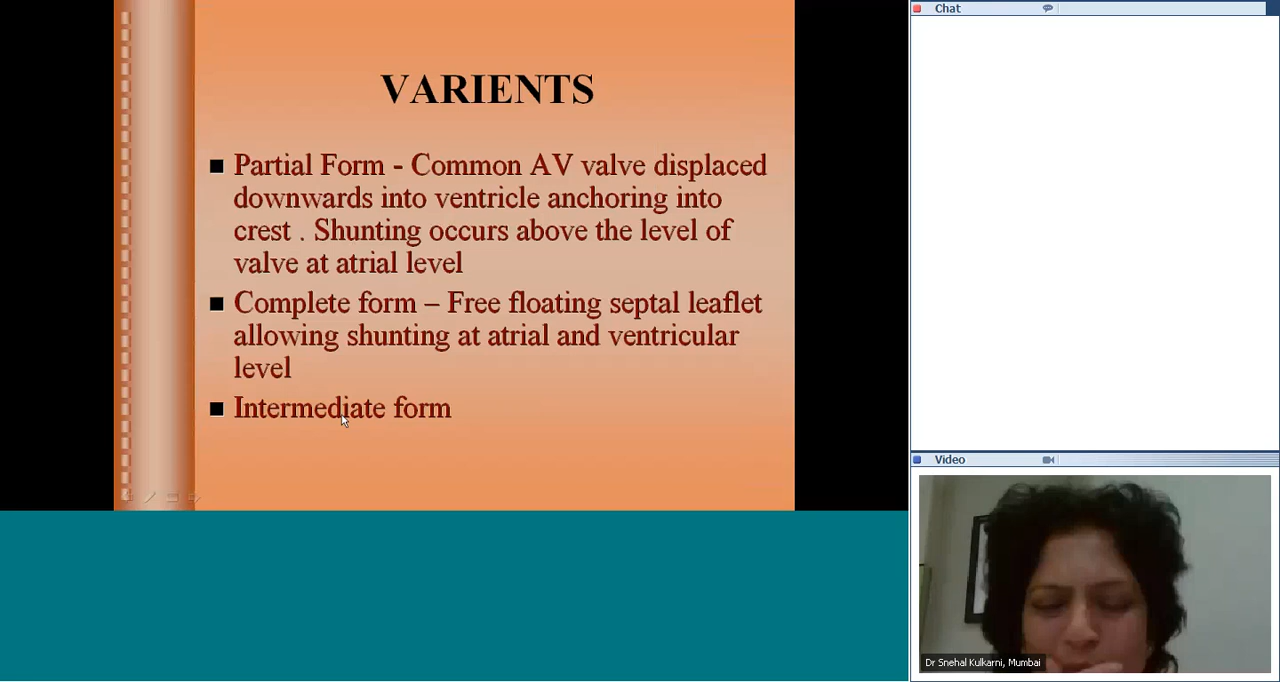 VARIENTS
Partial Form - Common AV valve displaced
downwards into ventricle anchoring into
crest . Shunting occurs above the level of
valve at atrial level
Complete form – Free floating septal leaflet
allowing shunting at atrial and ventricular
level
Intermediate form
Chat
Video
Dr Snehal Kulkarni, Mumbai